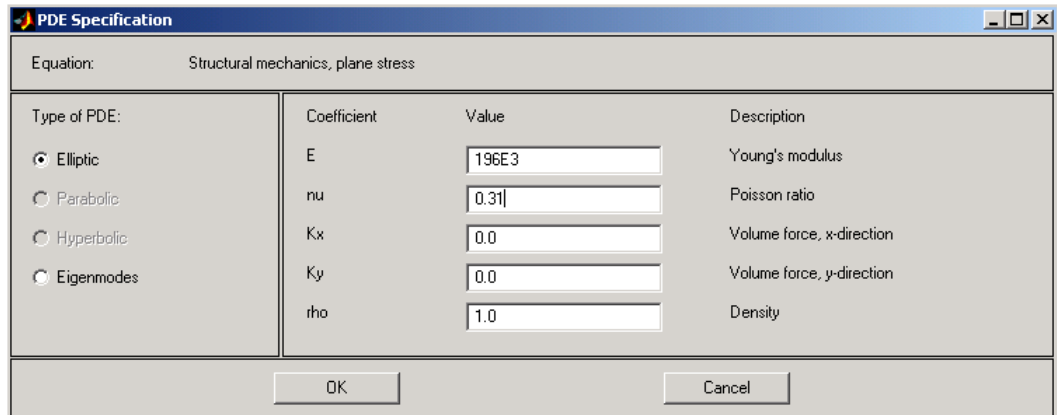 PDE Specification
Equation: Structural mechanics, plane stress
Type of PDE:
Elliptic
Parabolic
Hyperbolic
Eigenmodes
Coefficient Value Description
E 196E3 Young's modulus
nu 0.31 Poisson ratio
Kx 0.0 Volume force, x-direction
Ky 0.0 Volume force, y-direction
rho 1.0 Density
OK Cancel